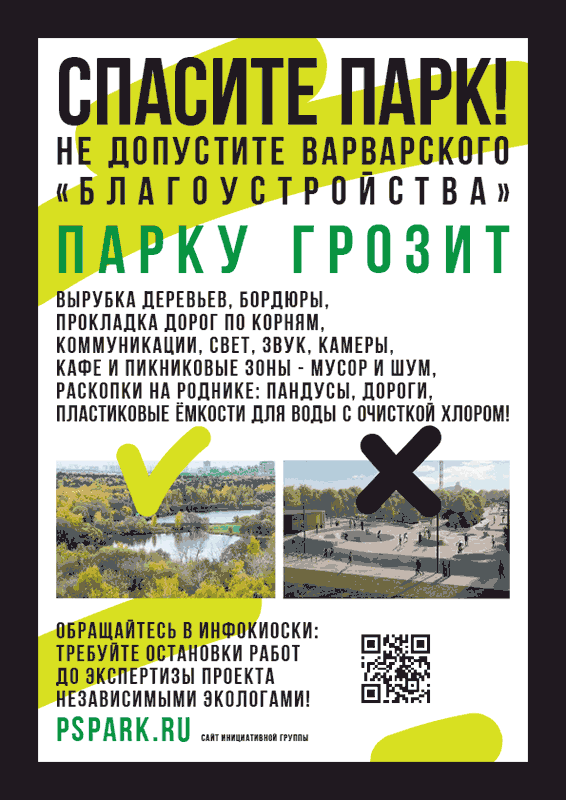 СПАСИТЕ ПАРК!
НЕ ДОПУСТИТЕ ВАРВАРСКОГО
«БЛАГОУСТРОЙСТВА»
ПАРКУ ГРОЗИТ
ВЫРУБКА ДЕРЕВЬЕВ, БОРДЮРЫ,
ПРОКЛАДКА ДОРОГ ПО КОРНЯМ,
КОММУНИКАЦИИ, СВЕТ, ЗВУК, КАМЕРЫ,
КАФЕ И ПИКНИКОВЫЕ ЗОНЫ - МУСОР И ШУМ,
РАСКОПКИ НА РОДНИКЕ: ПАНДУСЫ, ДОРОГИ,
ПЛАСТИКОВЫЕ ЁМКОСТИ ДЛЯ ВОДЫ С ОЧИСТКОЙ ХЛОРОМ!
ОБРАЩАЙТЕСЬ В ИНФОКИОСКИ:
ТРЕБУЙТЕ ОСТАНОВКИ РАБОТ
ДО ЭКСПЕРТИЗЫ ПРОЕКТА
НЕЗАВИСИМЫМИ ЭКОЛОГАМИ!
PSPARK.RU САЙТ ИНИЦИАТИВНОЙ ГРУППЫ